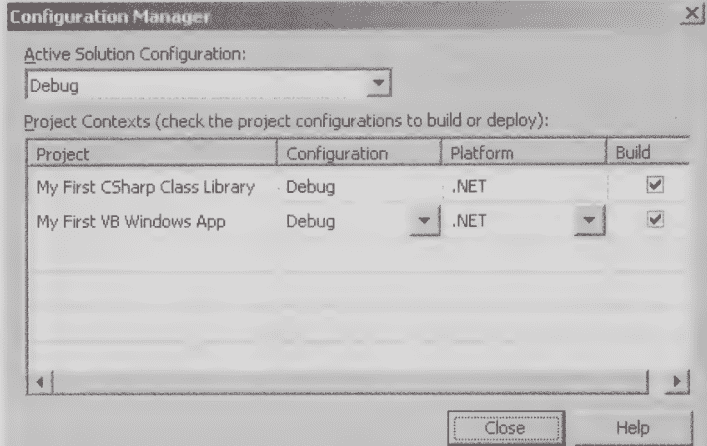 Configuration Manager
Active Solution Configuration:
Debug
Project Contexts (check the project configurations to build or deploy):
Project Configuration Platform Build
My First CSharp Class Library Debug .NET
My First VB Windows App Debug .NET
Close Help